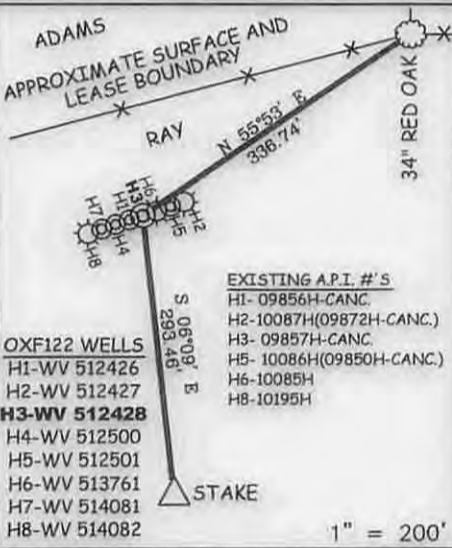 ADAMS
APPROXIMATE SURFACE AND
LEASE BOUNDARY
RAY
N 55°53' E
336.74'
34" RED OAK
H7
H8
H1
H4
H3
H6
H5
H2
S 06°09' E
293.46'
EXISTING A.P.I. #'S
H1- 09856H-CANC.
H2-10087H(09872H-CANC.)
H3- 09857H-CANC.
H5- 10086H(09850H-CANC.)
H6-10085H
H8-10195H
OXF122 WELLS
H1-WV 512426
H2-WV 512427
H3-WV 512428
H4-WV 512500
H5-WV 512501
H6-WV 513761
H7-WV 514081
H8-WV 514082
STAKE
1" = 200'